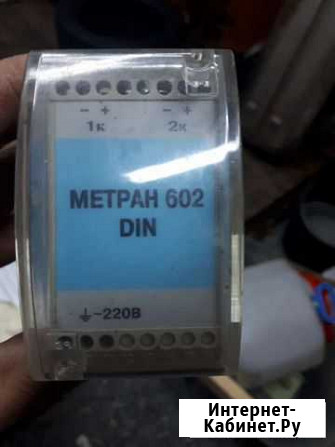 − + − +
1к 2к
МЕТРАН 602
DIN
⏚ ~220В
Интернет-
Кабинет.Ру